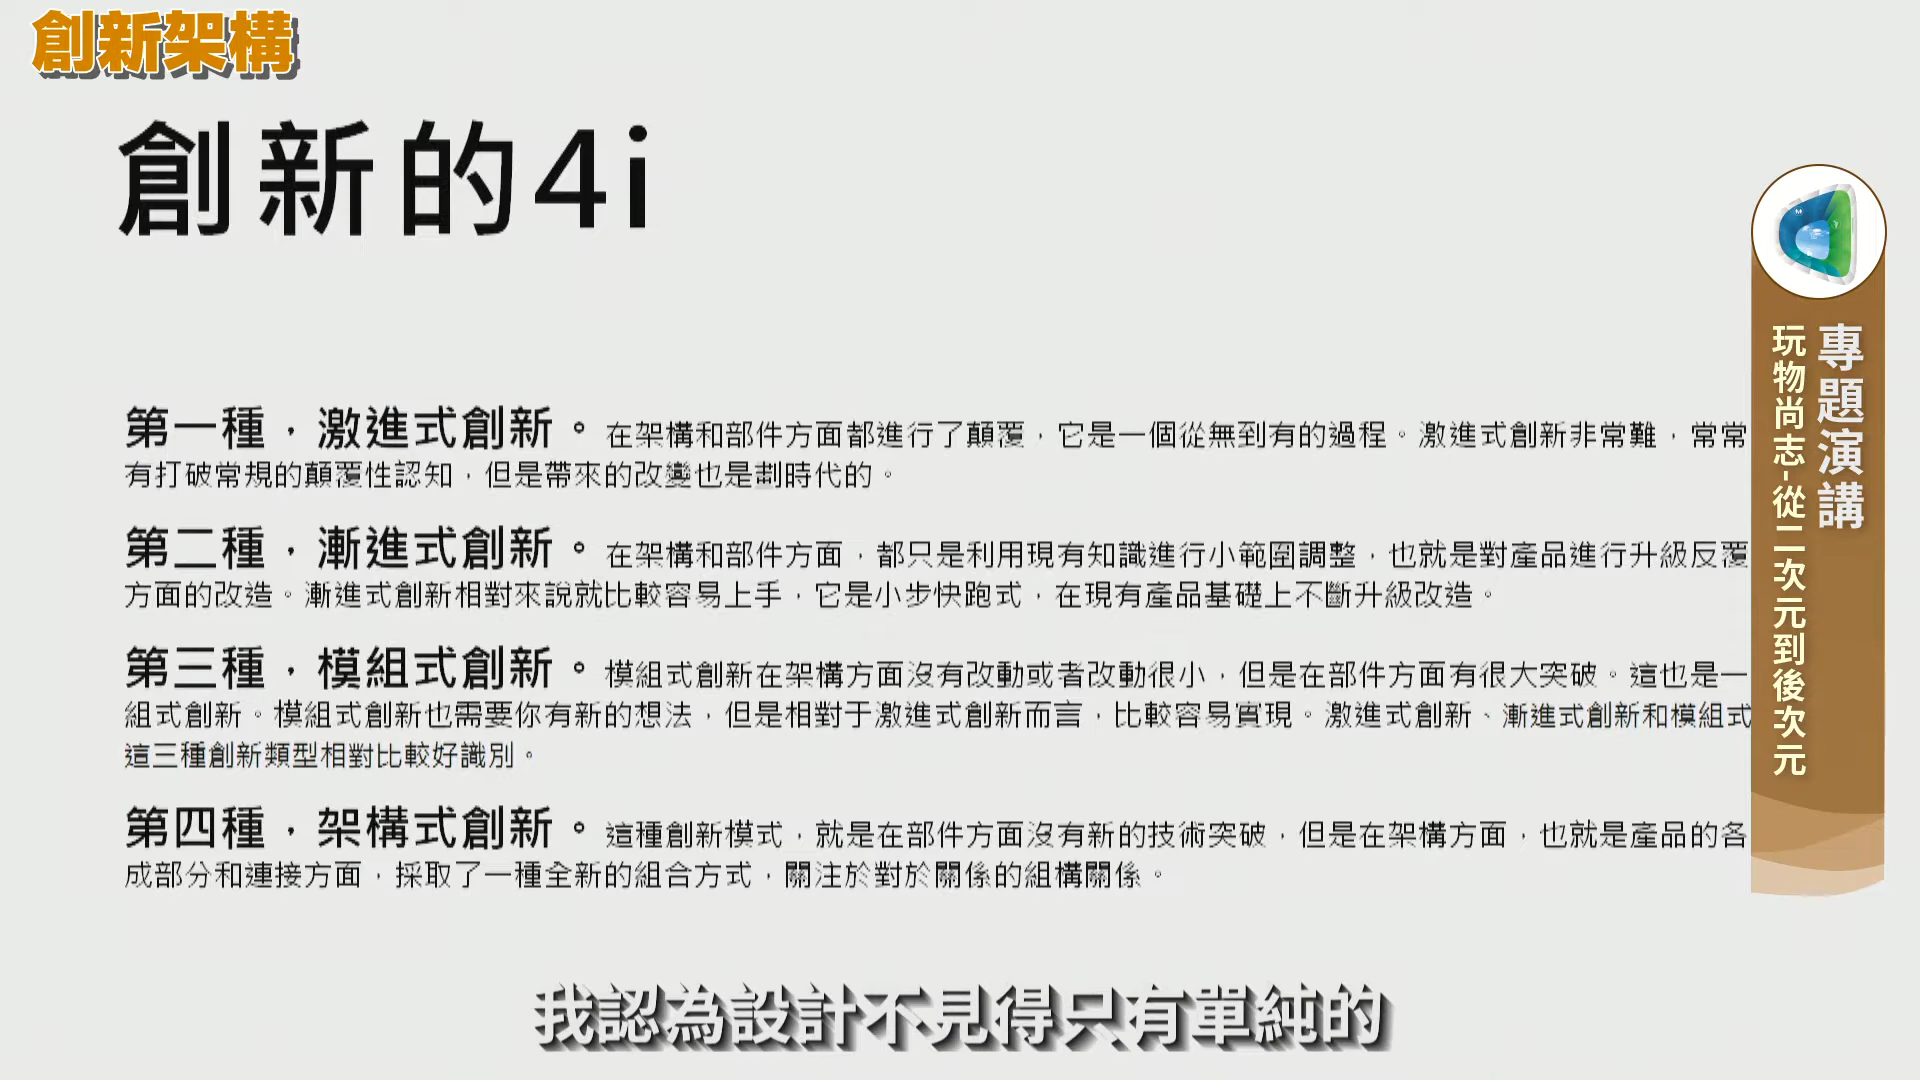 創新架構
創新的4i
第一種，激進式創新。在架構和部件方面都進行了顛覆，它是一個從無到有的過程。激進式創新非常難，常常
有打破常規的顛覆性認知，但是帶來的改變也是劃時代的。
第二種，漸進式創新。在架構和部件方面，都只是利用現有知識進行小範圍調整，也就是對產品進行升級反覆
方面的改造。漸進式創新相對來說就比較容易上手，它是小步快跑式，在現有產品基礎上不斷升級改造。
第三種，模組式創新。模組式創新在架構方面沒有改動或者改動很小，但是在部件方面有很大突破。這也是一
組式創新。模組式創新也需要你有新的想法，但是相對于激進式創新而言，比較容易實現。激進式創新、漸進式創新和模組式
這三種創新類型相對比較好識別。
第四種，架構式創新。這種創新模式，就是在部件方面沒有新的技術突破，但是在架構方面，也就是產品的各
成部分和連接方面，採取了一種全新的組合方式，關注於對於關係的組構關係。
專題演講
玩物尚志-從二次元到後次元
我認為設計不見得只有單純的